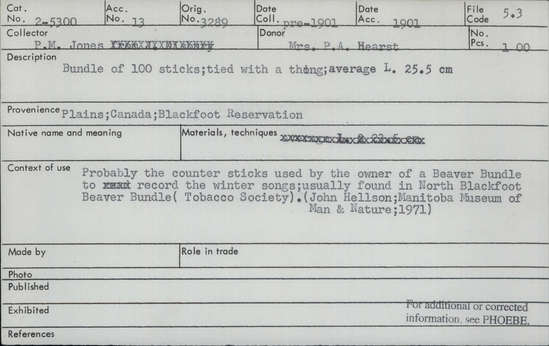 Cat. No. 2-5300 Acc. No. 13 Orig. No. 3289 Date Coll. pre-1901 Date Acc. 1901 File Code 5.3
Collector P.M. Jones Donor Mrs. P.A. Hearst No. Pcs. 1 00
Description
Bundle of 100 sticks;tied with a thong;average L. 25.5 cm
Provenience Plains;Canada;Blackfoot Reservation
Native name and meaning Materials, techniques
Context of use Probably the counter sticks used by the owner of a Beaver Bundle
to record the winter songs;usually found in North Blackfoot
Beaver Bundle( Tobacco Society).(John Hellson;Manitoba Museum of
Man & Nature;1971)
Made by Role in trade
Photo
Published
Exhibited For additional or corrected
information, see PHOEBE.
References